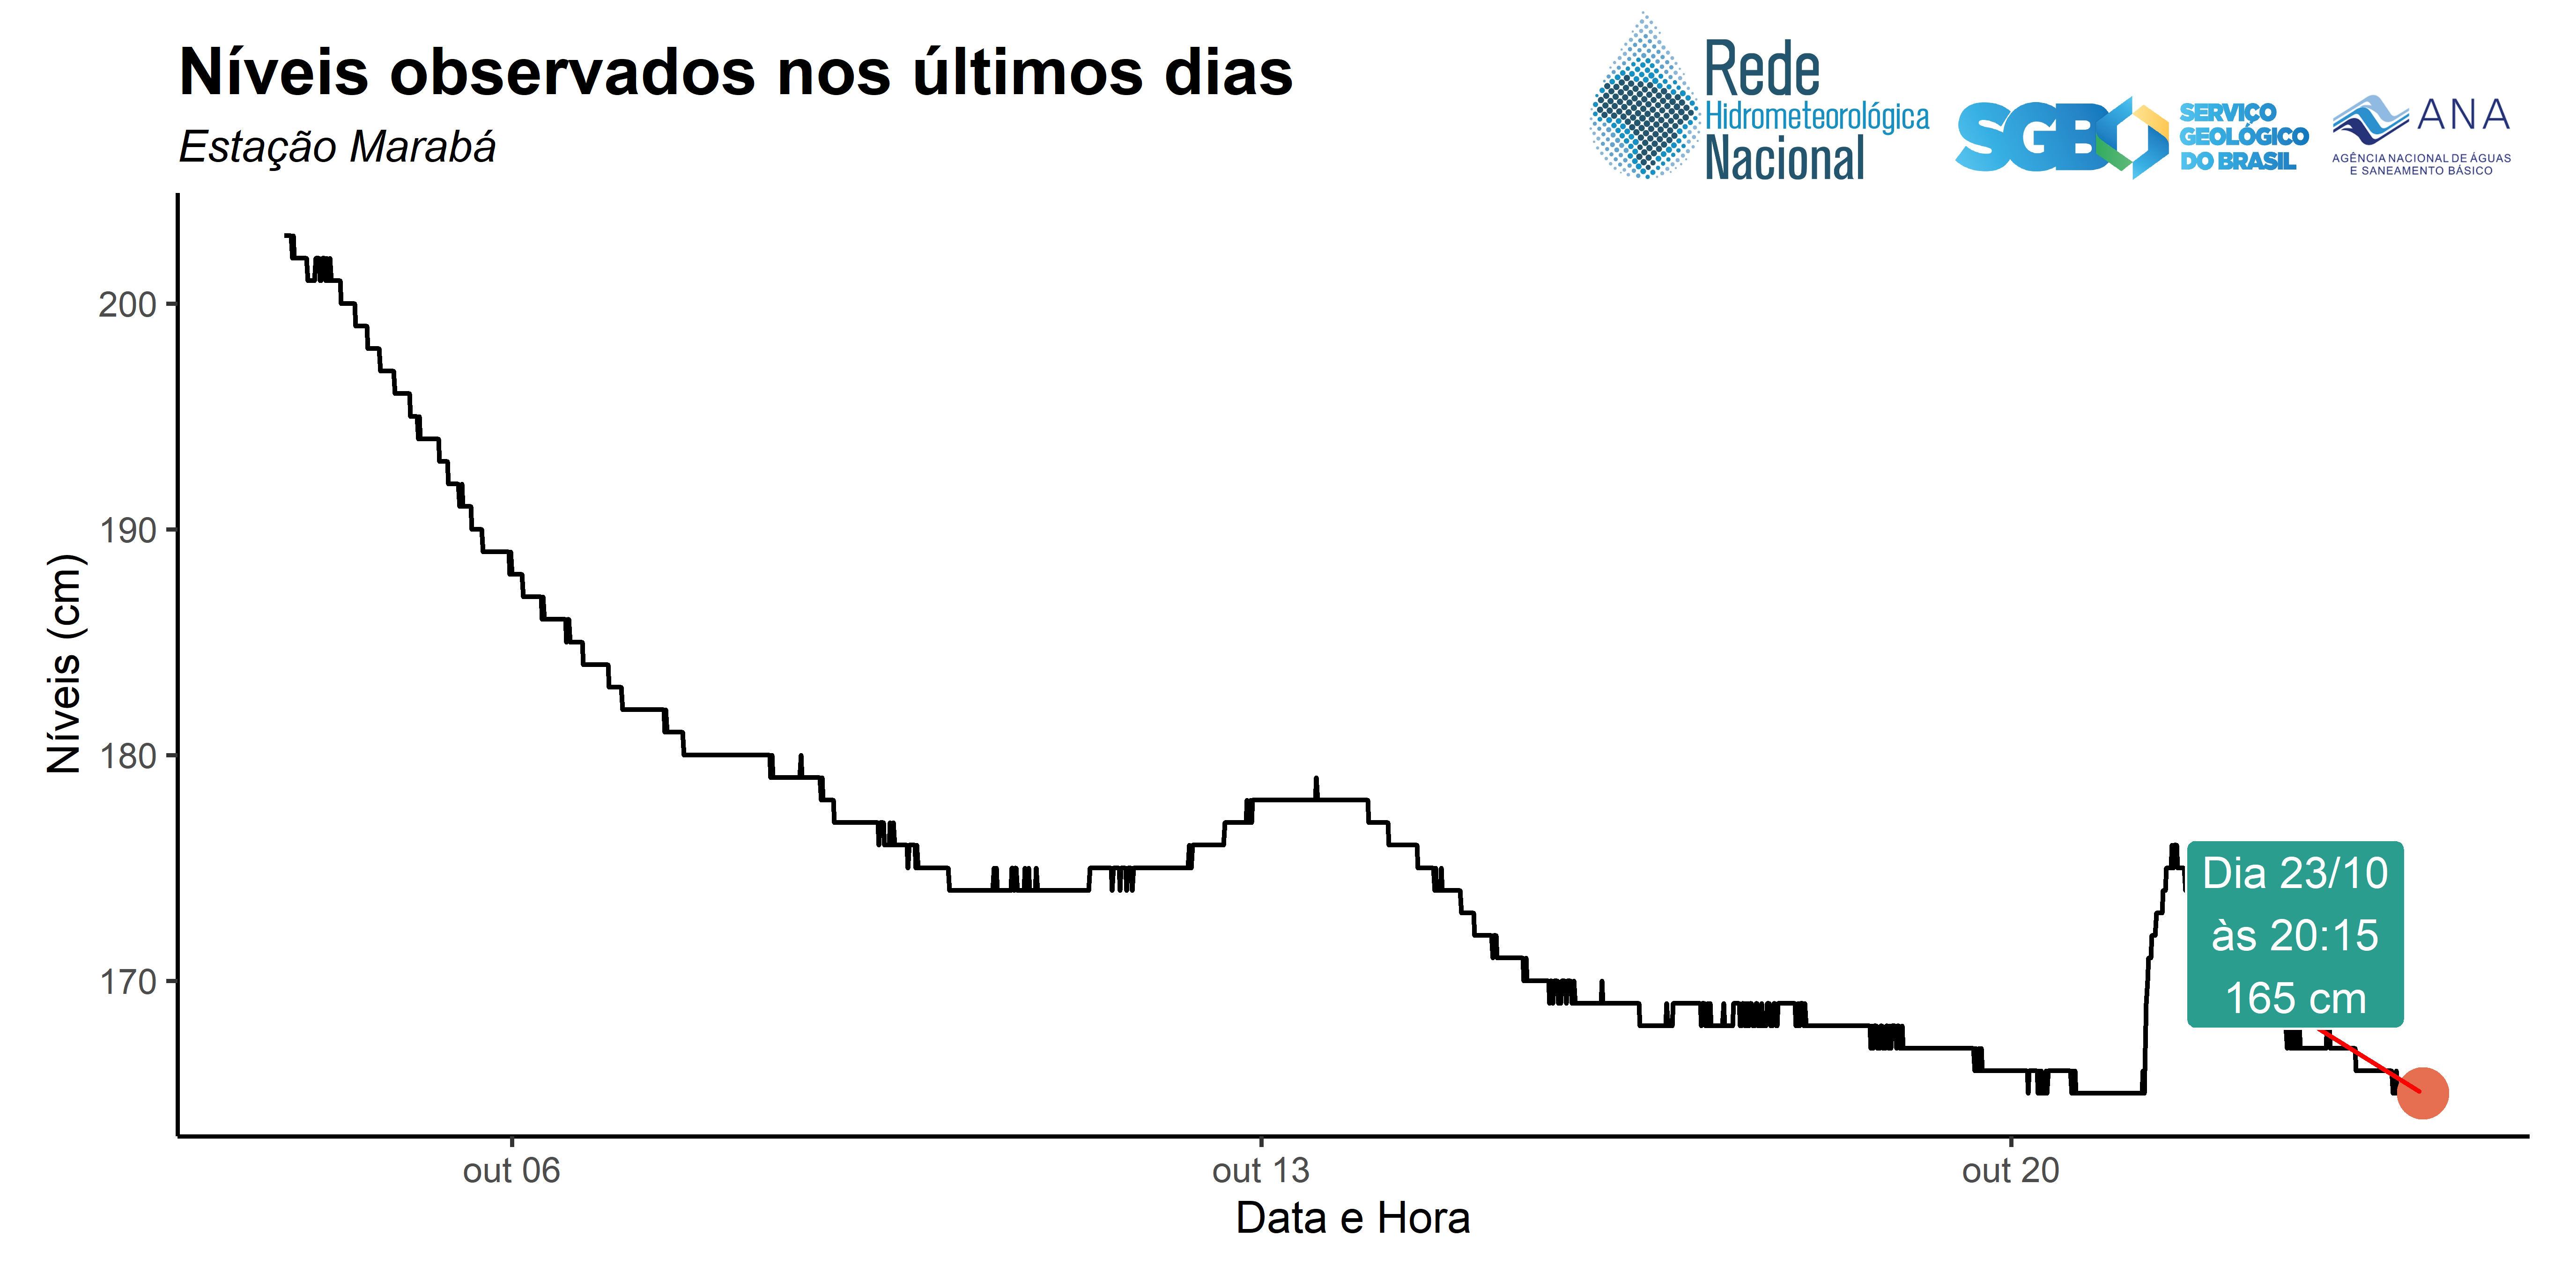 Níveis observados nos últimos dias
Estação Marabá
Rede
Hidrometeorológica
Nacional
SGB
SERVIÇO
GEOLÓGICO
DO BRASIL
ANA
AGÊNCIA NACIONAL DE ÁGUAS
E SANEAMENTO BÁSICO
Níveis (cm)
200
190
180
170
Dia 23/10
às 20:15
165 cm
out 06
out 13
out 20
Data e Hora